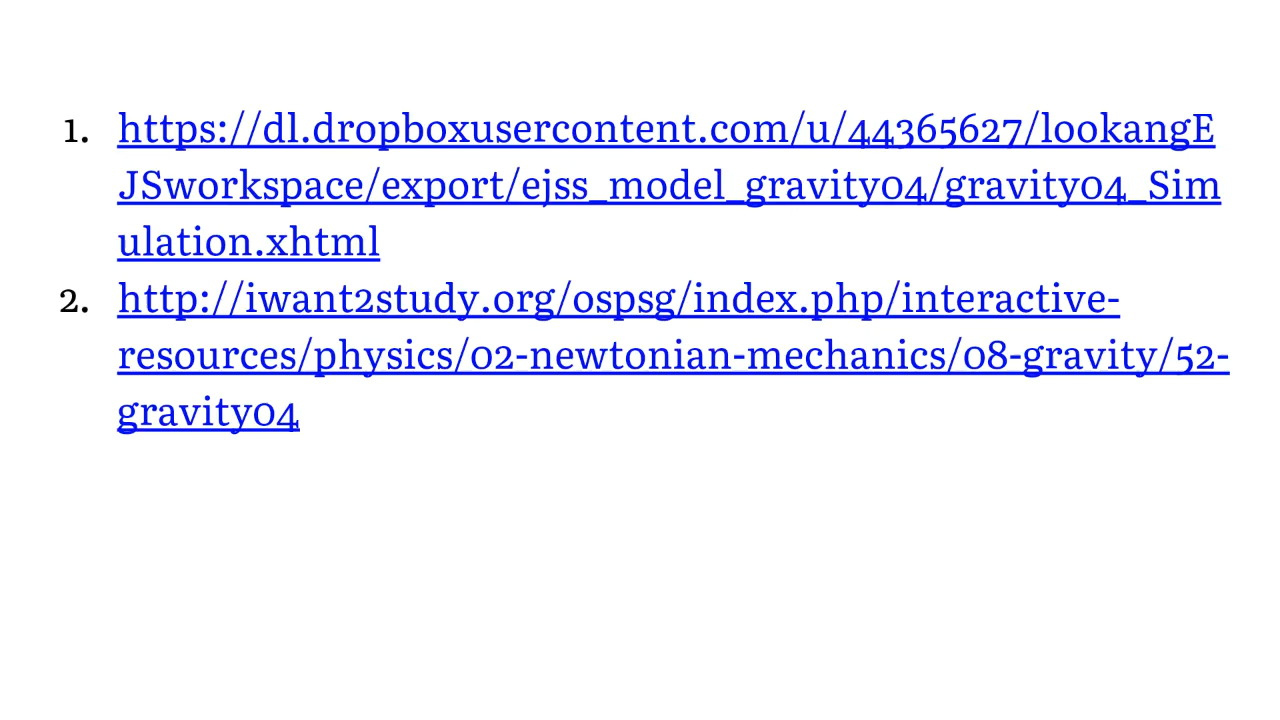 1. https://dl.dropboxusercontent.com/u/44365627/lookangE
JSworkspace/export/ejss_model_gravity04/gravity04_Sim
ulation.xhtml
2. http://iwant2study.org/ospsg/index.php/interactive-
resources/physics/02-newtonian-mechanics/08-gravity/52-
gravity04